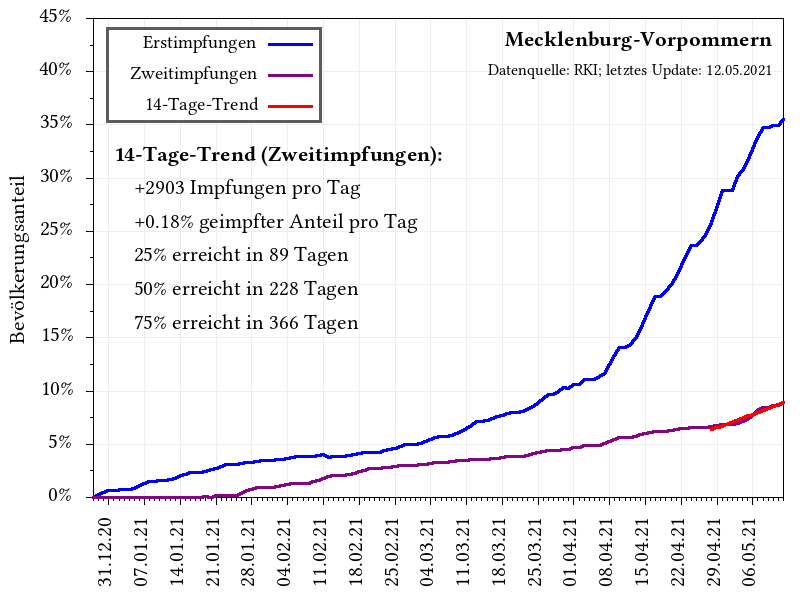 Mecklenburg-Vorpommern
Datenquelle: RKI; letztes Update: 12.05.2021
Erstimpfungen
Zweitimpfungen
14-Tage-Trend
14-Tage-Trend (Zweitimpfungen):
+2903 Impfungen pro Tag
+0.18% geimpfter Anteil pro Tag
25% erreicht in 89 Tagen
50% erreicht in 228 Tagen
75% erreicht in 366 Tagen
Bevölkerungsanteil
45%
40%
35%
30%
25%
20%
15%
10%
5%
0%
31.12.20
07.01.21
14.01.21
21.01.21
28.01.21
04.02.21
11.02.21
18.02.21
25.02.21
04.03.21
11.03.21
18.03.21
25.03.21
01.04.21
08.04.21
15.04.21
22.04.21
29.04.21
06.05.21